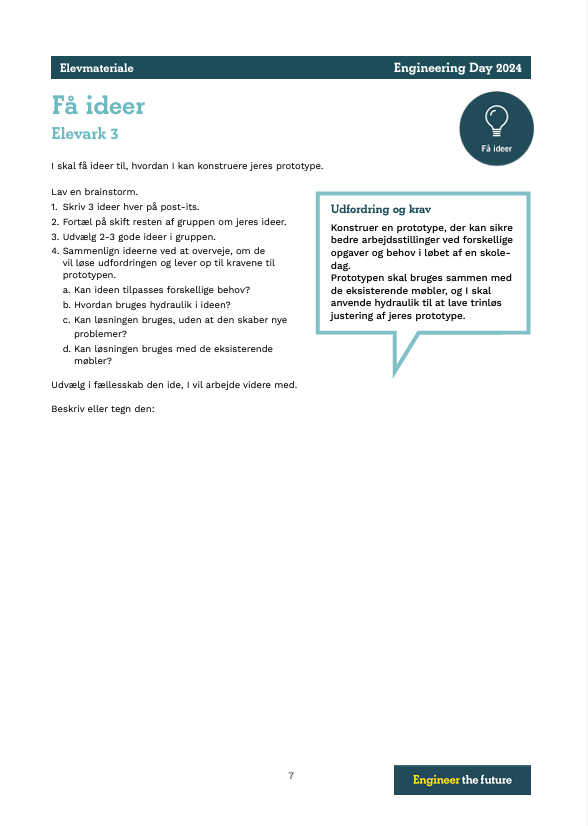 Elevmateriale
Engineering Day 2024
Få ideer
Elevark 3
Få ideer
I skal få ideer til, hvordan I kan konstruere jeres prototype.
Lav en brainstorm.
1. Skriv 3 ideer hver på post-its.
2. Fortæl på skift resten af gruppen om jeres ideer.
3. Udvælg 2-3 gode ideer i gruppen.
4. Sammenlign ideerne ved at overveje, om de
vil løse udfordringen og lever op til kravene til
prototypen.
a. Kan ideen tilpasses forskellige behov?
b. Hvordan bruges hydraulik i ideen?
c. Kan løsningen bruges, uden at den skaber nye
problemer?
d. Kan løsningen bruges med de eksisterende
møbler?
Udfordring og krav
Konstruer en prototype, der kan sikre
bedre arbejdsstillinger ved forskellige
opgaver og behov i løbet af en skole-
dag.
Prototypen skal bruges sammen med
de eksisterende møbler, og I skal
anvende hydraulik til at lave trinløs
justering af jeres prototype.
Udvælg i fællesskab den ide, I vil arbejde videre med.
Beskriv eller tegn den:
7
Engineer the future